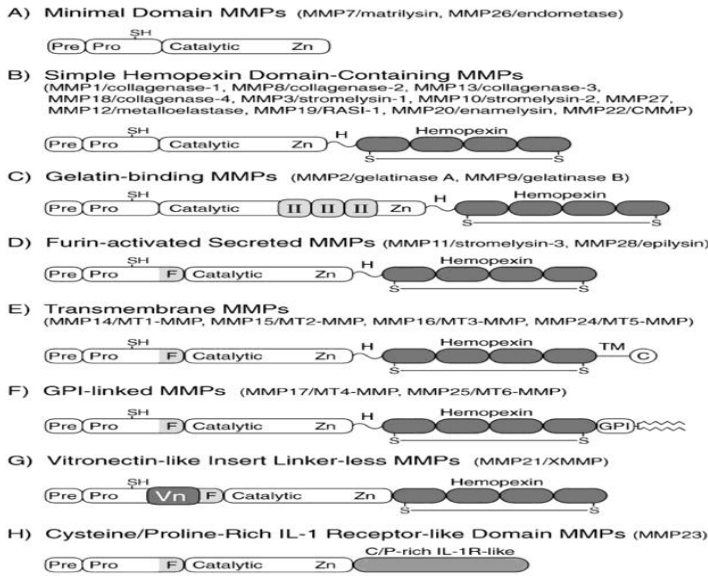 A) Minimal Domain MMPs (MMP7/matrilysin, MMP26/endometase)
SH
Pre Pro Catalytic Zn
B) Simple Hemopexin Domain-Containing MMPs
(MMP1/collagenase-1, MMP8/collagenase-2, MMP13/collagenase-3,
MMP18/collagenase-4, MMP3/stromelysin-1, MMP10/stromelysin-2, MMP27,
MMP12/metalloelastase, MMP19/RASI-1, MMP20/enamelysin, MMP22/CMMP)
SH H Hemopexin
Pre Pro Catalytic Zn
S S
C) Gelatin-binding MMPs (MMP2/gelatinase A, MMP9/gelatinase B)
SH H Hemopexin
Pre Pro Catalytic II II II Zn
S S
D) Furin-activated Secreted MMPs (MMP11/stromelysin-3, MMP28/epilysin)
SH H Hemopexin
Pre Pro F Catalytic Zn
S S
E) Transmembrane MMPs
(MMP14/MT1-MMP, MMP15/MT2-MMP, MMP16/MT3-MMP, MMP24/MT5-MMP)
SH H Hemopexin TM
Pre Pro F Catalytic Zn C
S S
F) GPI-linked MMPs (MMP17/MT4-MMP, MMP25/MT6-MMP)
SH H Hemopexin
Pre Pro F Catalytic Zn GPI
S S
G) Vitronectin-like Insert Linker-less MMPs (MMP21/XMMP)
SH Hemopexin
Pre Pro Vn F Catalytic Zn
S S
H) Cysteine/Proline-Rich IL-1 Receptor-like Domain MMPs (MMP23)
C/P-rich IL-1R-like
Pre Pro F Catalytic Zn